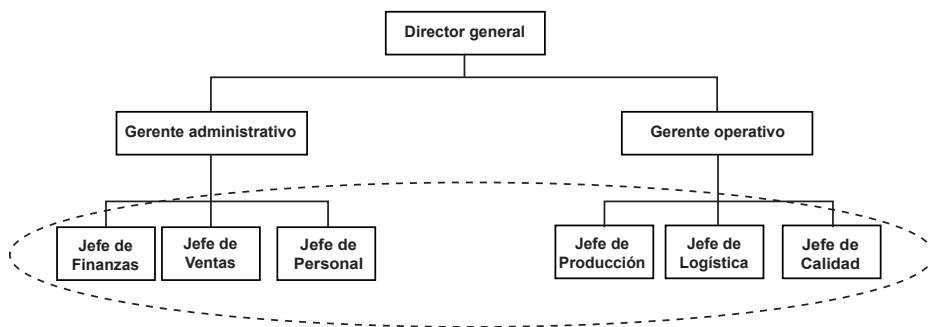 Director general
Gerente administrativo
Gerente operativo
Jefe de
Finanzas
Jefe de
Ventas
Jefe de
Personal
Jefe de
Producción
Jefe de
Logística
Jefe de
Calidad